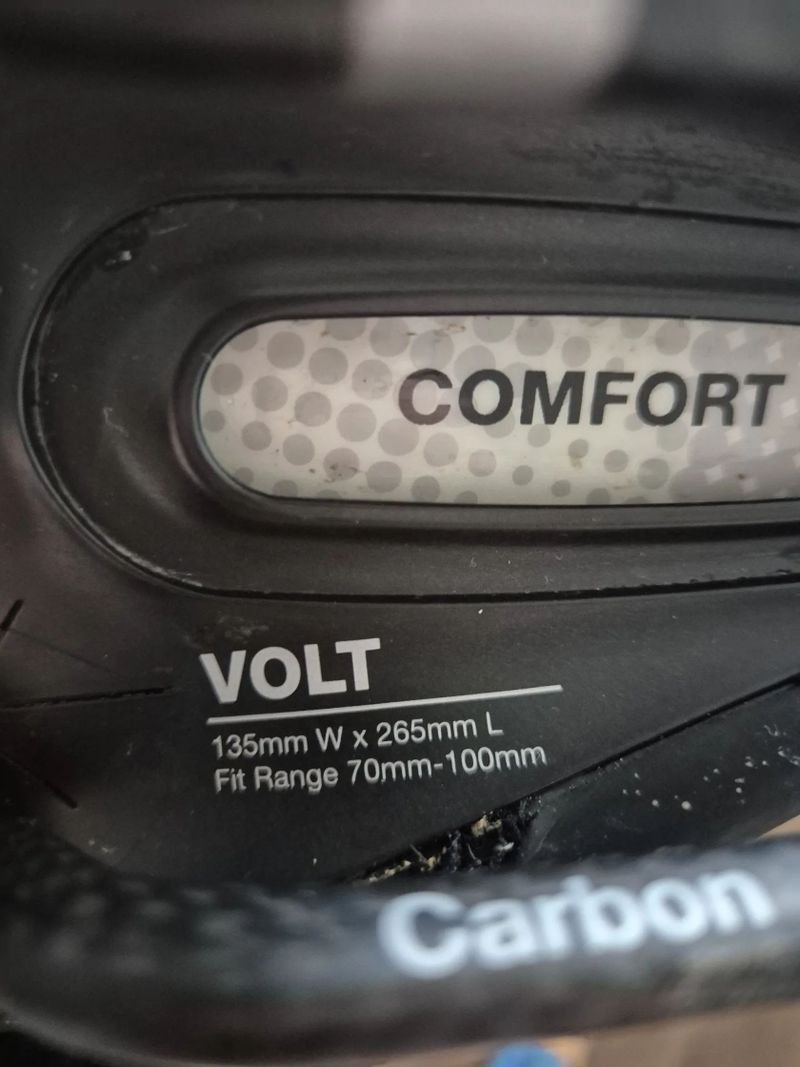 COMFORT
VOLT
135mm W x 265mm L
Fit Range 70mm-100mm
Carbon